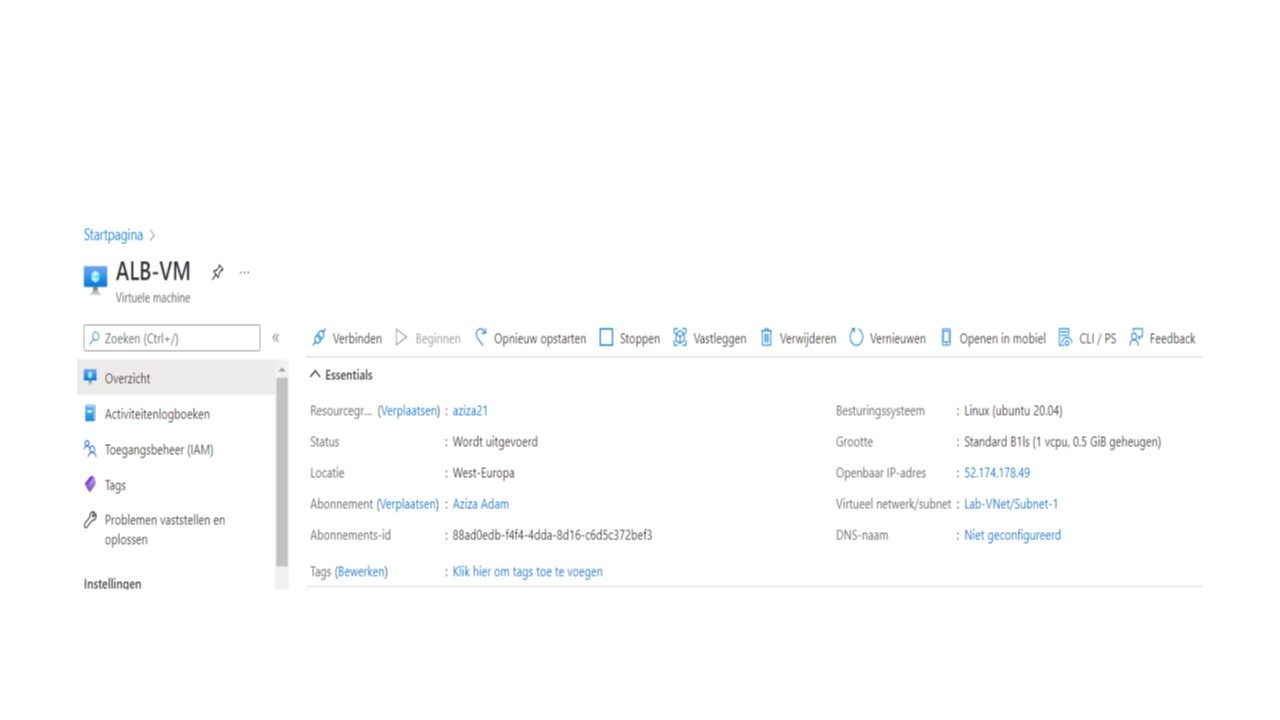 Startpagina >
ALB-VM ...
Virtuele machine
Zoeken (Ctrl+/) «
Verbinden Beginnen Opnieuw opstarten Stoppen Vastleggen Verwijderen Vernieuwen Openen in mobiel CLI / PS Feedback
Overzicht
Activiteitenlogboeken
Toegangsbeheer (IAM)
Tags
Problemen vaststellen en
oplossen
Instellingen
Essentials
Resourcegr... (Verplaatsen) : aziza21
Status : Wordt uitgevoerd
Locatie : West-Europa
Abonnement (Verplaatsen) : Aziza Adam
Abonnements-id : 88ad0edb-f4f4-4dda-8d16-c6d5c372bef3
Tags (Bewerken) : Klik hier om tags toe te voegen
Besturingssysteem : Linux (ubuntu 20.04)
Grootte : Standard B1ls (1 vcpu, 0.5 GiB geheugen)
Openbaar IP-adres : 52.174.178.49
Virtueel netwerk/subnet : Lab-VNet/Subnet-1
DNS-naam : Niet geconfigureerd